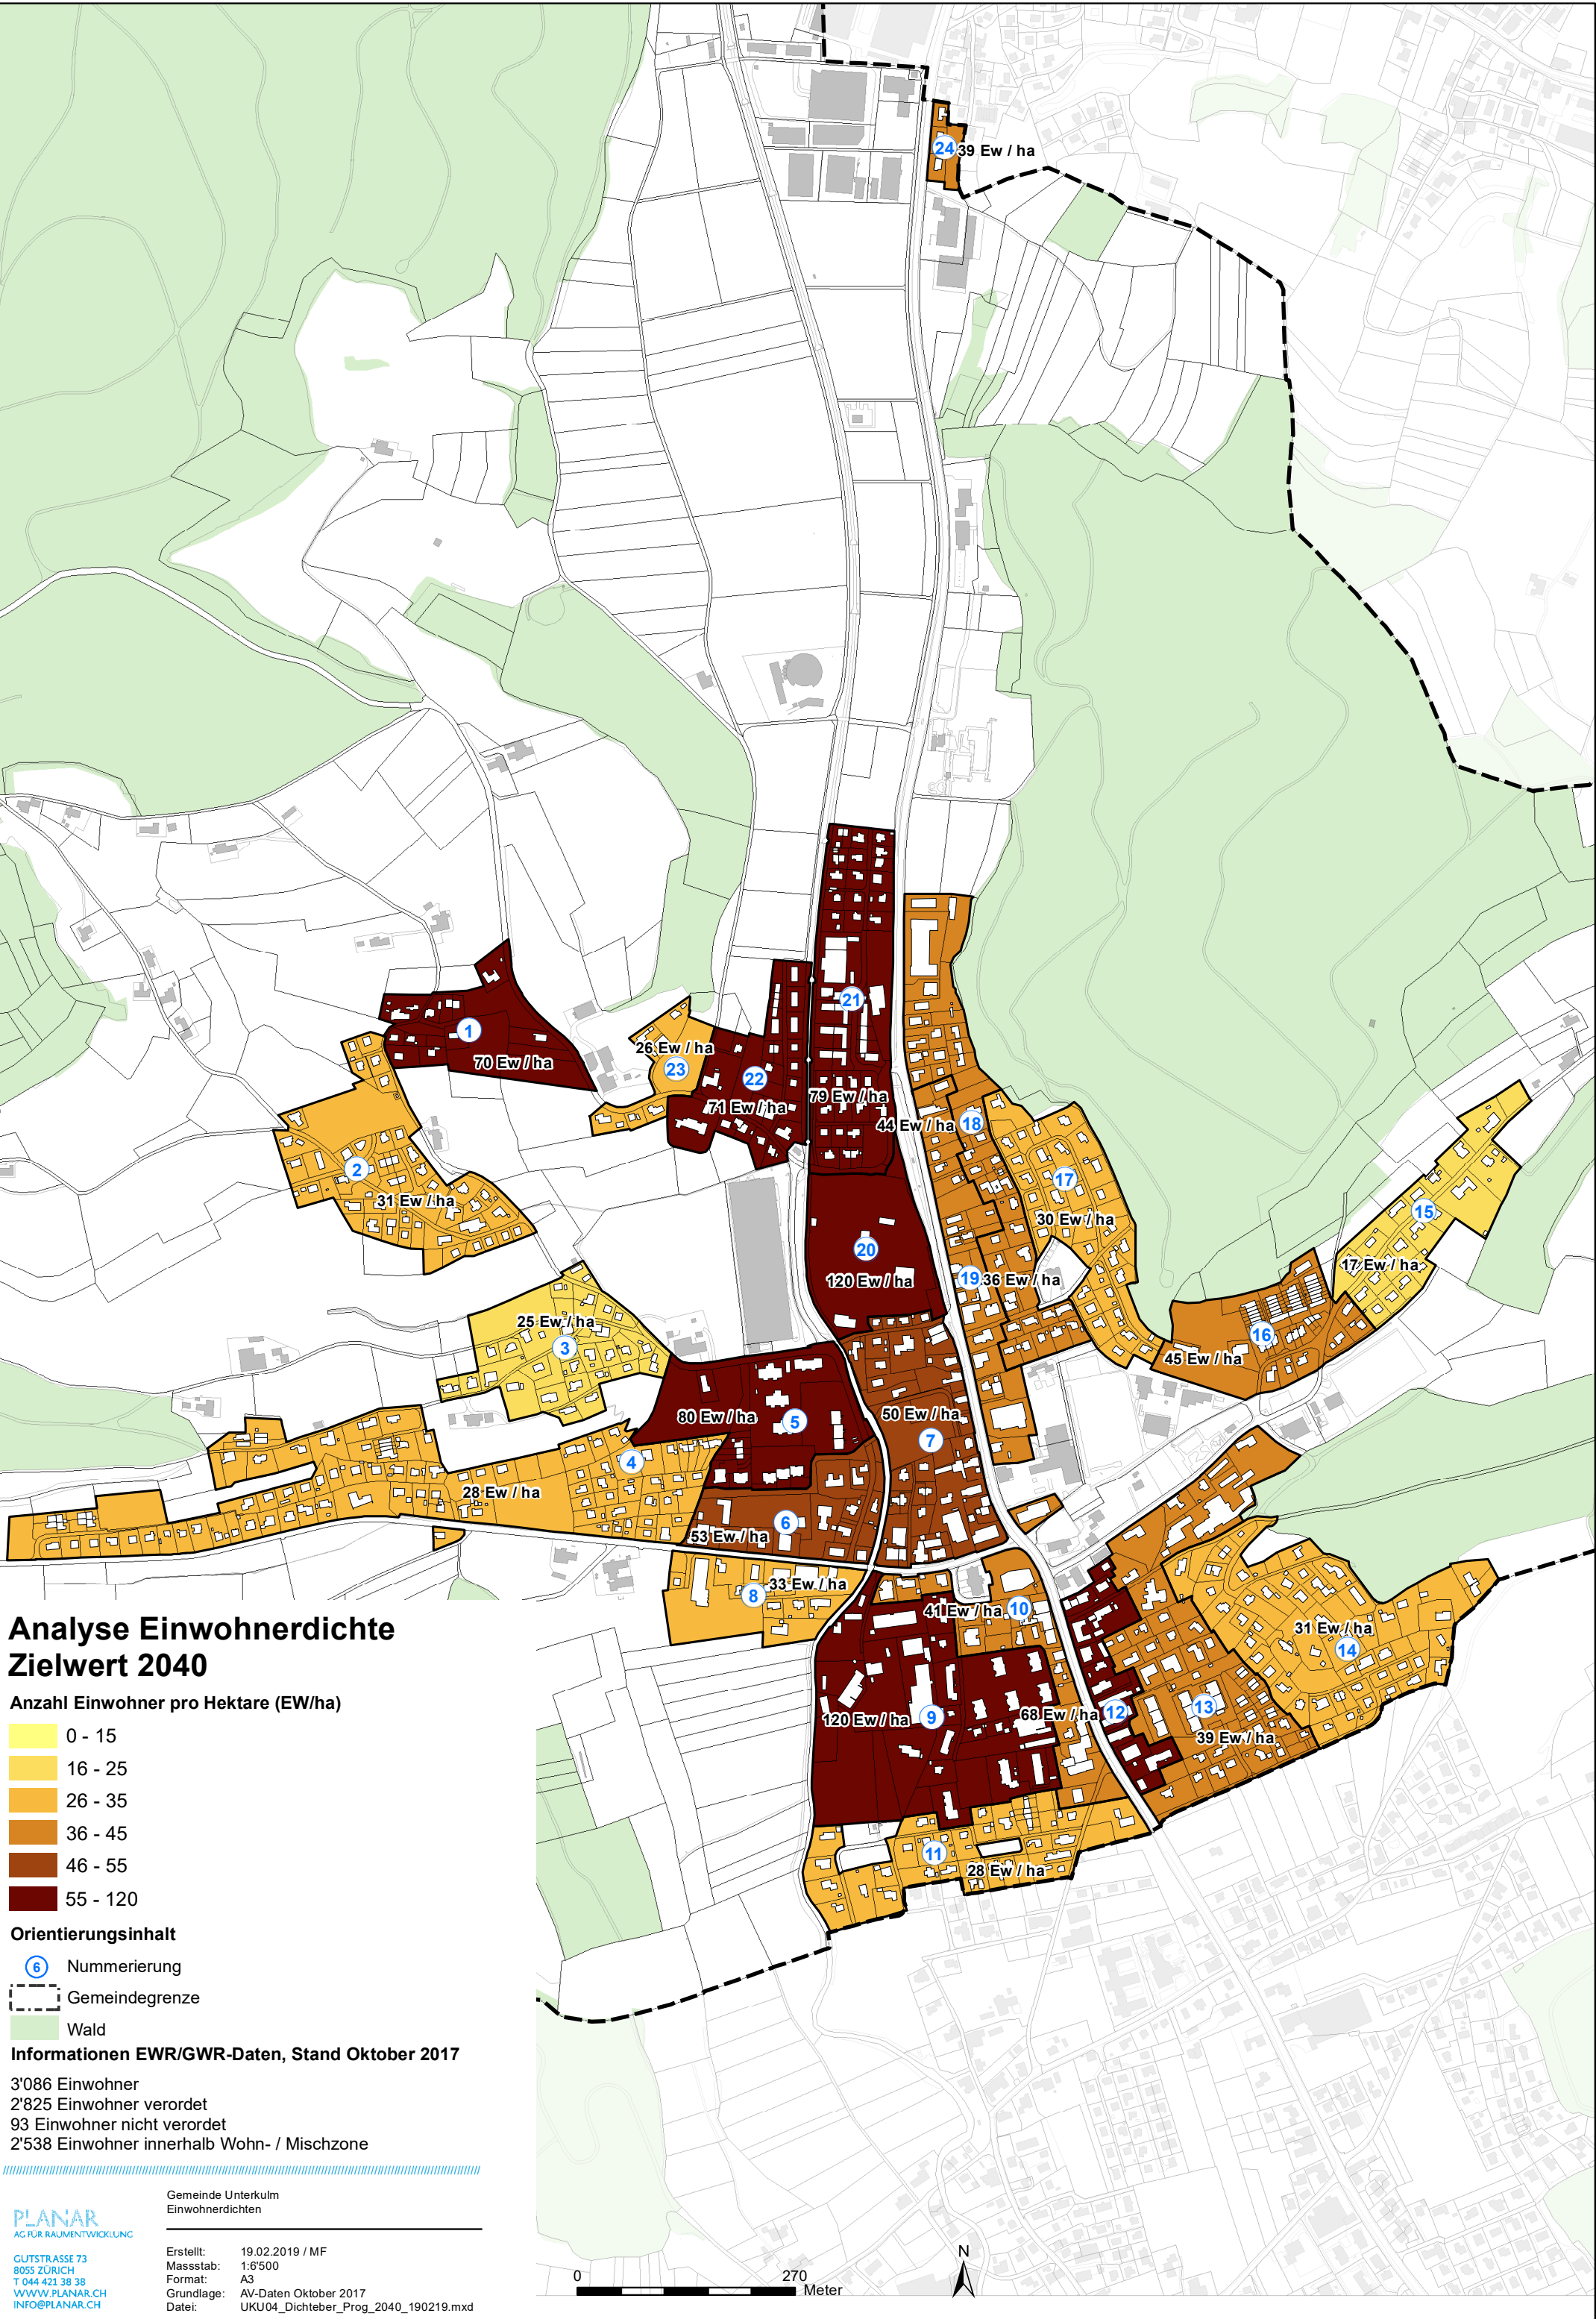 24 39 Ew / ha
21
1
70 Ew / ha
26 Ew / ha
23
22
71 Ew / ha
79 Ew / ha
44 Ew / ha
18
2
31 Ew / ha
17
30 Ew / ha
15
17 Ew / ha
20
120 Ew / ha
19
36 Ew / ha
25 Ew / ha
3
16
45 Ew / ha
80 Ew / ha
5
50 Ew / ha
7
4
28 Ew / ha
6
53 Ew / ha
33 Ew / ha
8
41 Ew / ha
10
31 Ew / ha
14
120 Ew / ha
9
68 Ew / ha
12
13
39 Ew / ha
11
28 Ew / ha
Analyse Einwohnerdichte
Zielwert 2040
Anzahl Einwohner pro Hektare (EW/ha)
0 - 15
16 - 25
26 - 35
36 - 45
46 - 55
55 - 120
Orientierungsinhalt
6 Nummerierung
Gemeindegrenze
Wald
Informationen EWR/GWR-Daten, Stand Oktober 2017
3'086 Einwohner
2'825 Einwohner verordet
93 Einwohner nicht verordet
2'538 Einwohner innerhalb Wohn- / Mischzone
PLANAR
AG FÜR RAUMENTWICKLUNG
GUTSTRASSE 73
8055 ZÜRICH
T 044 421 38 38
WWW.PLANAR.CH
INFO@PLANAR.CH
Gemeinde Unterkulm
Einwohnerdichten
Erstellt: 19.02.2019 / MF
Massstab: 1:6'500
Format: A3
Grundlage: AV-Daten Oktober 2017
Datei: UKU04_Dichteber_Prog_2040_190219.mxd
0 270
Meter
N